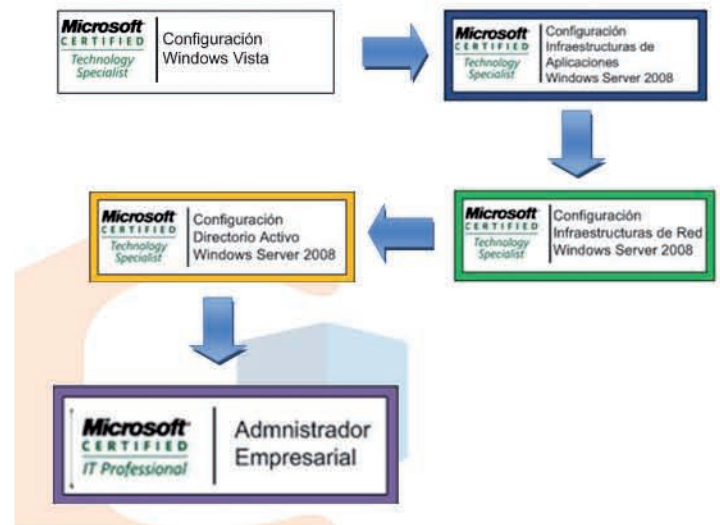 Microsoft
CERTIFIED
Technology
Specialist
Configuración
Windows Vista
Microsoft
CERTIFIED
Technology
Specialist
Configuración
Infraestructuras de
Aplicaciones
Windows Server 2008
Microsoft
CERTIFIED
Technology
Specialist
Configuración
Infraestructuras de Red
Windows Server 2008
Microsoft
CERTIFIED
Technology
Specialist
Configuración
Directorio Activo
Windows Server 2008
Microsoft
CERTIFIED
IT Professional
Admnistrador
Empresarial